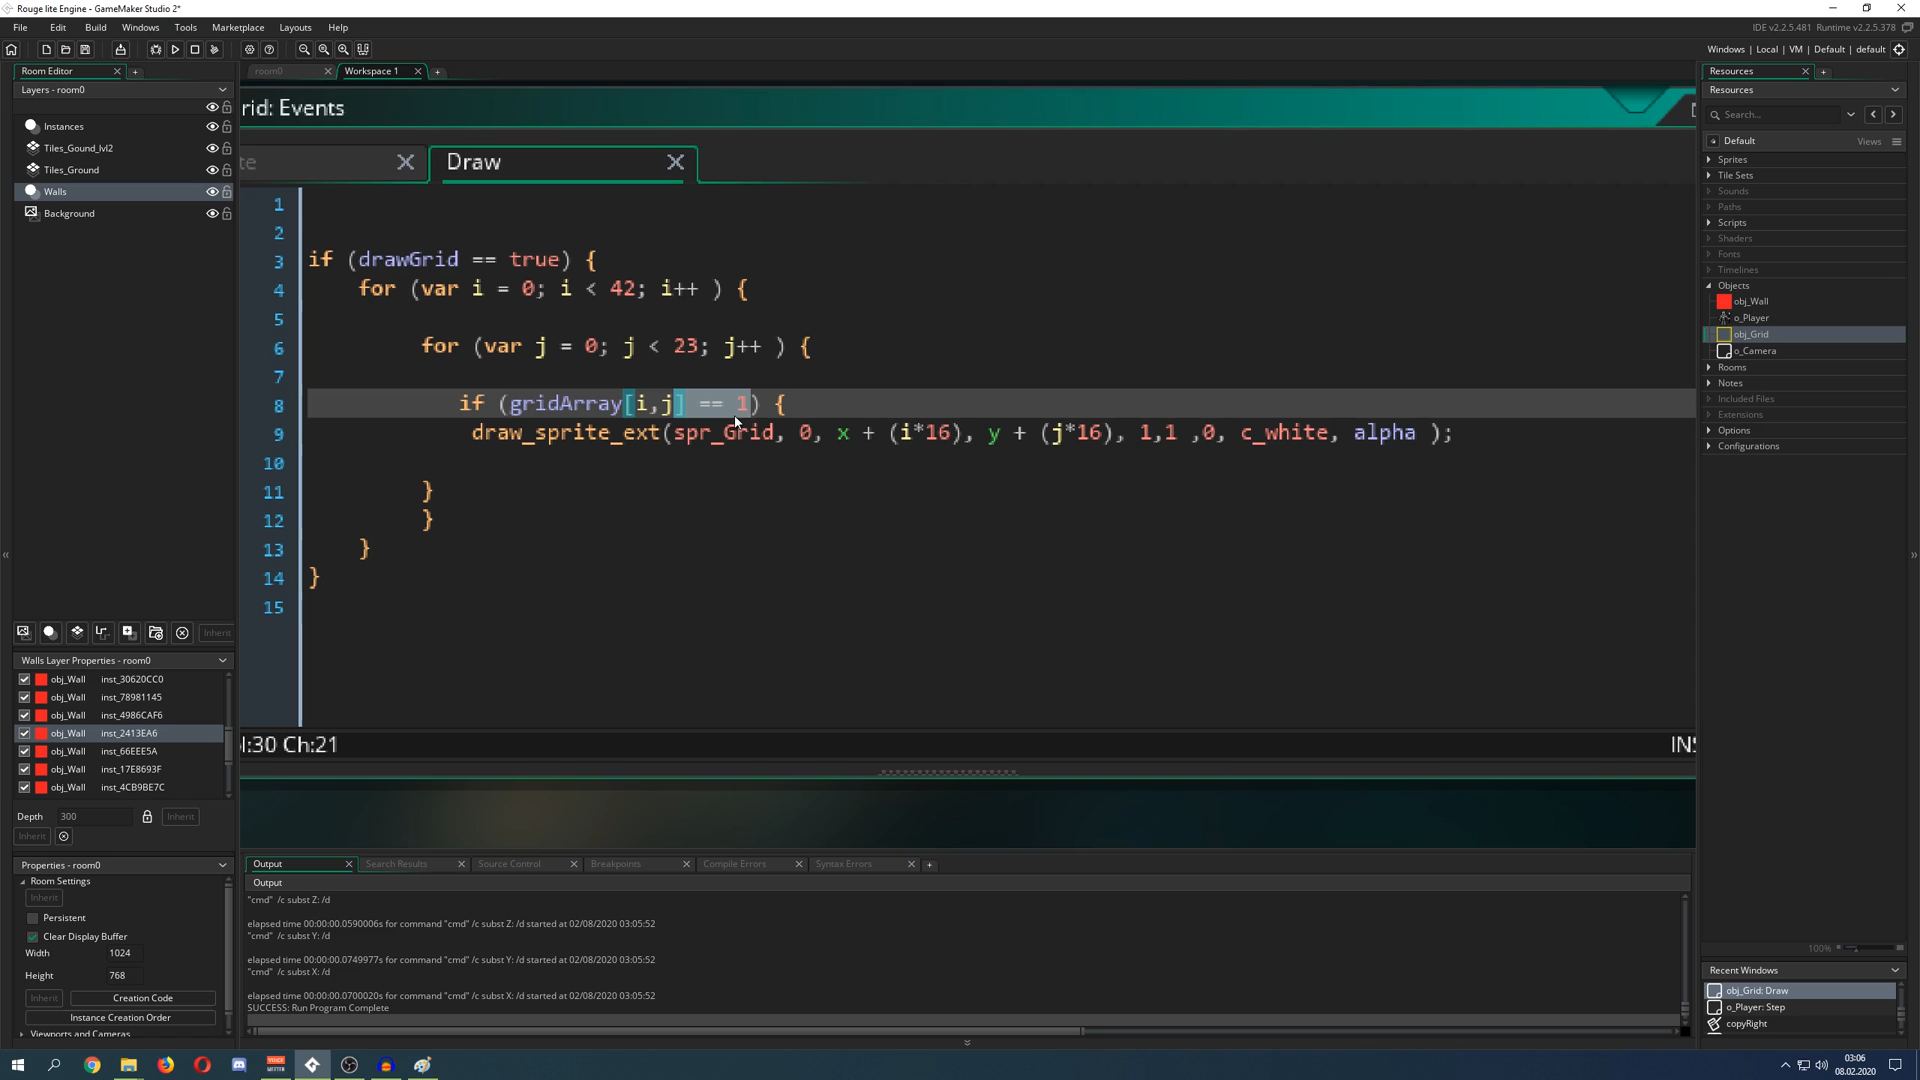 Rouge lite Engine - GameMaker Studio 2*
File Edit Build Windows Tools Marketplace Layouts Help
IDE v2.2.5.481 Runtime v2.2.5.378
Windows | Local | VM | Default | default
Room Editor
Layers - room0
Instances
Tiles_Gound_lvl2
Tiles_Ground
Walls
Background
Inherit
Walls Layer Properties - room0
obj_Wall inst_30620CC0
obj_Wall inst_78981145
obj_Wall inst_4986CAF6
obj_Wall inst_2413EA6
obj_Wall inst_66EEE5A
obj_Wall inst_17E8693F
obj_Wall inst_4CB9BE7C
Depth 300 Inherit
Inherit
Properties - room0
Room Settings
Inherit
Persistent
Clear Display Buffer
Width 1024
Height 768
Inherit Creation Code
Instance Creation Order
Viewports and Cameras
room0 Workspace 1
rid: Events
te Draw
1
2
3 if (drawGrid == true) {
4 for (var i = 0; i < 42; i++ ) {
5
6 for (var j = 0; j < 23; j++ ) {
7
8 if (gridArray[i,j] == 1) {
9 draw_sprite_ext(spr_Grid, 0, x + (i*16), y + (j*16), 1,1 ,0, c_white, alpha );
10
11 }
12 }
13 }
14 }
15
:30 Ch:21 INS
Output Search Results Source Control Breakpoints Compile Errors Syntax Errors
Output
"cmd" /c subst Z: /d
elapsed time 00:00:00.0590006s for command "cmd" /c subst Z: /d started at 02/08/2020 03:05:52
"cmd" /c subst Y: /d
elapsed time 00:00:00.0749977s for command "cmd" /c subst Y: /d started at 02/08/2020 03:05:52
"cmd" /c subst X: /d
elapsed time 00:00:00.0700020s for command "cmd" /c subst X: /d started at 02/08/2020 03:05:52
SUCCESS: Run Program Complete
Resources
Resources
Search...
Default Views
Sprites
Tile Sets
Sounds
Paths
Scripts
Shaders
Fonts
Timelines
Objects
obj_Wall
o_Player
obj_Grid
o_Camera
Rooms
Notes
Included Files
Extensions
Options
Configurations
100%
Recent Windows
obj_Grid: Draw
o_Player: Step
copyRight
03:06
08.02.2020